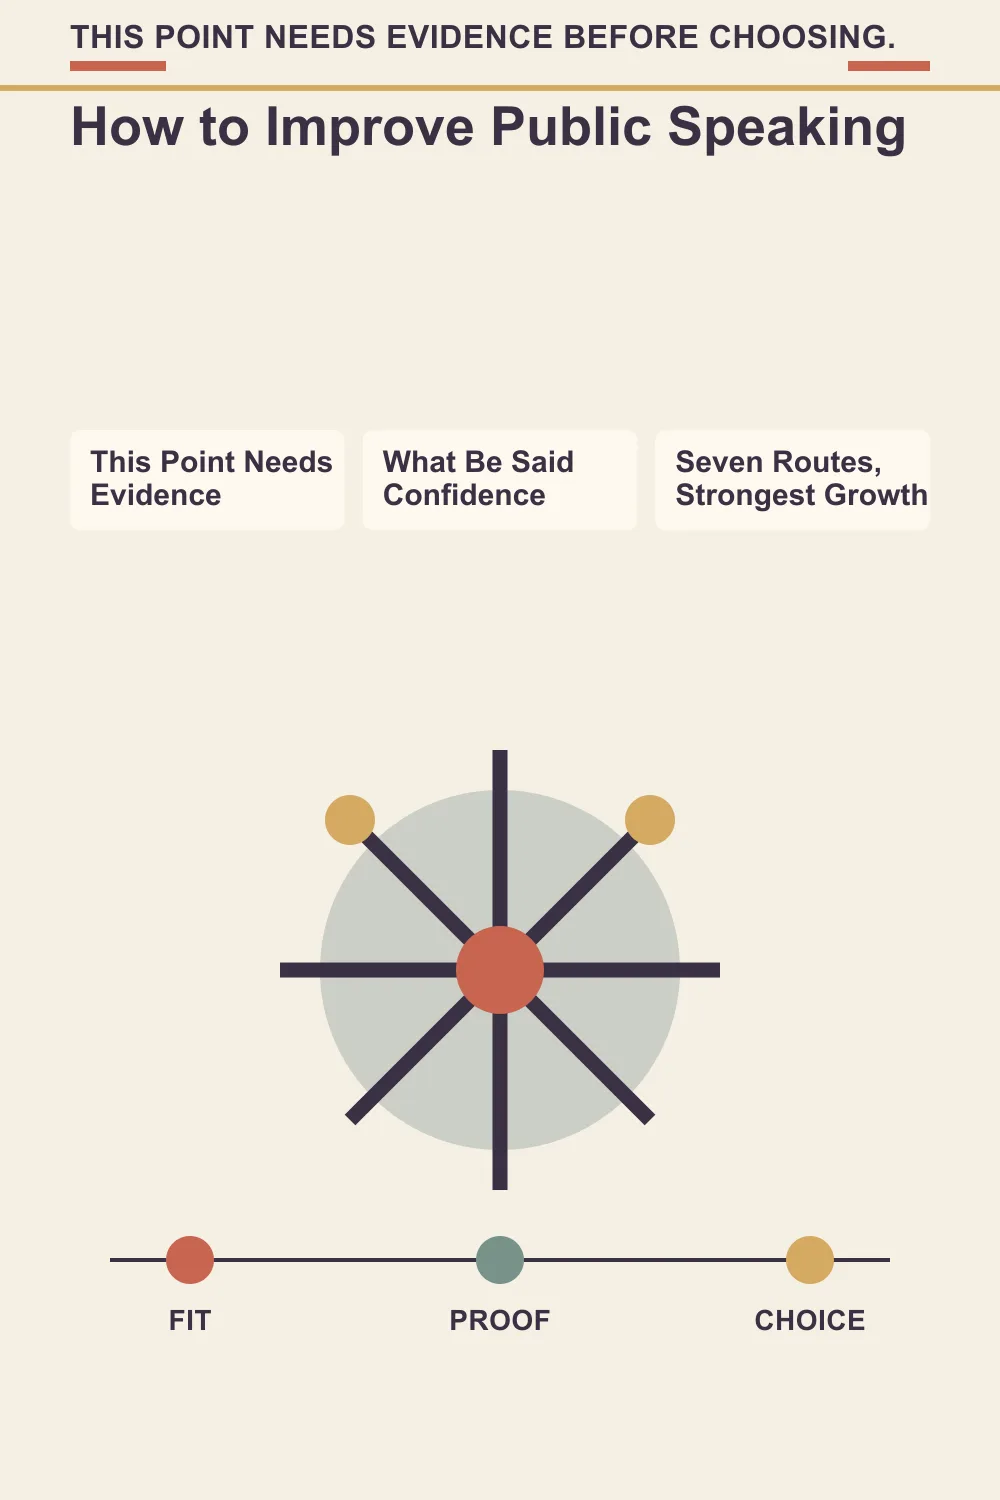 THIS POINT NEEDS EVIDENCE BEFORE CHOOSING.
How to Improve Public Speaking
This Point Needs
Evidence
What Be Said
Confidence
Seven Routes,
Strongest Growth
FIT
PROOF
CHOICE